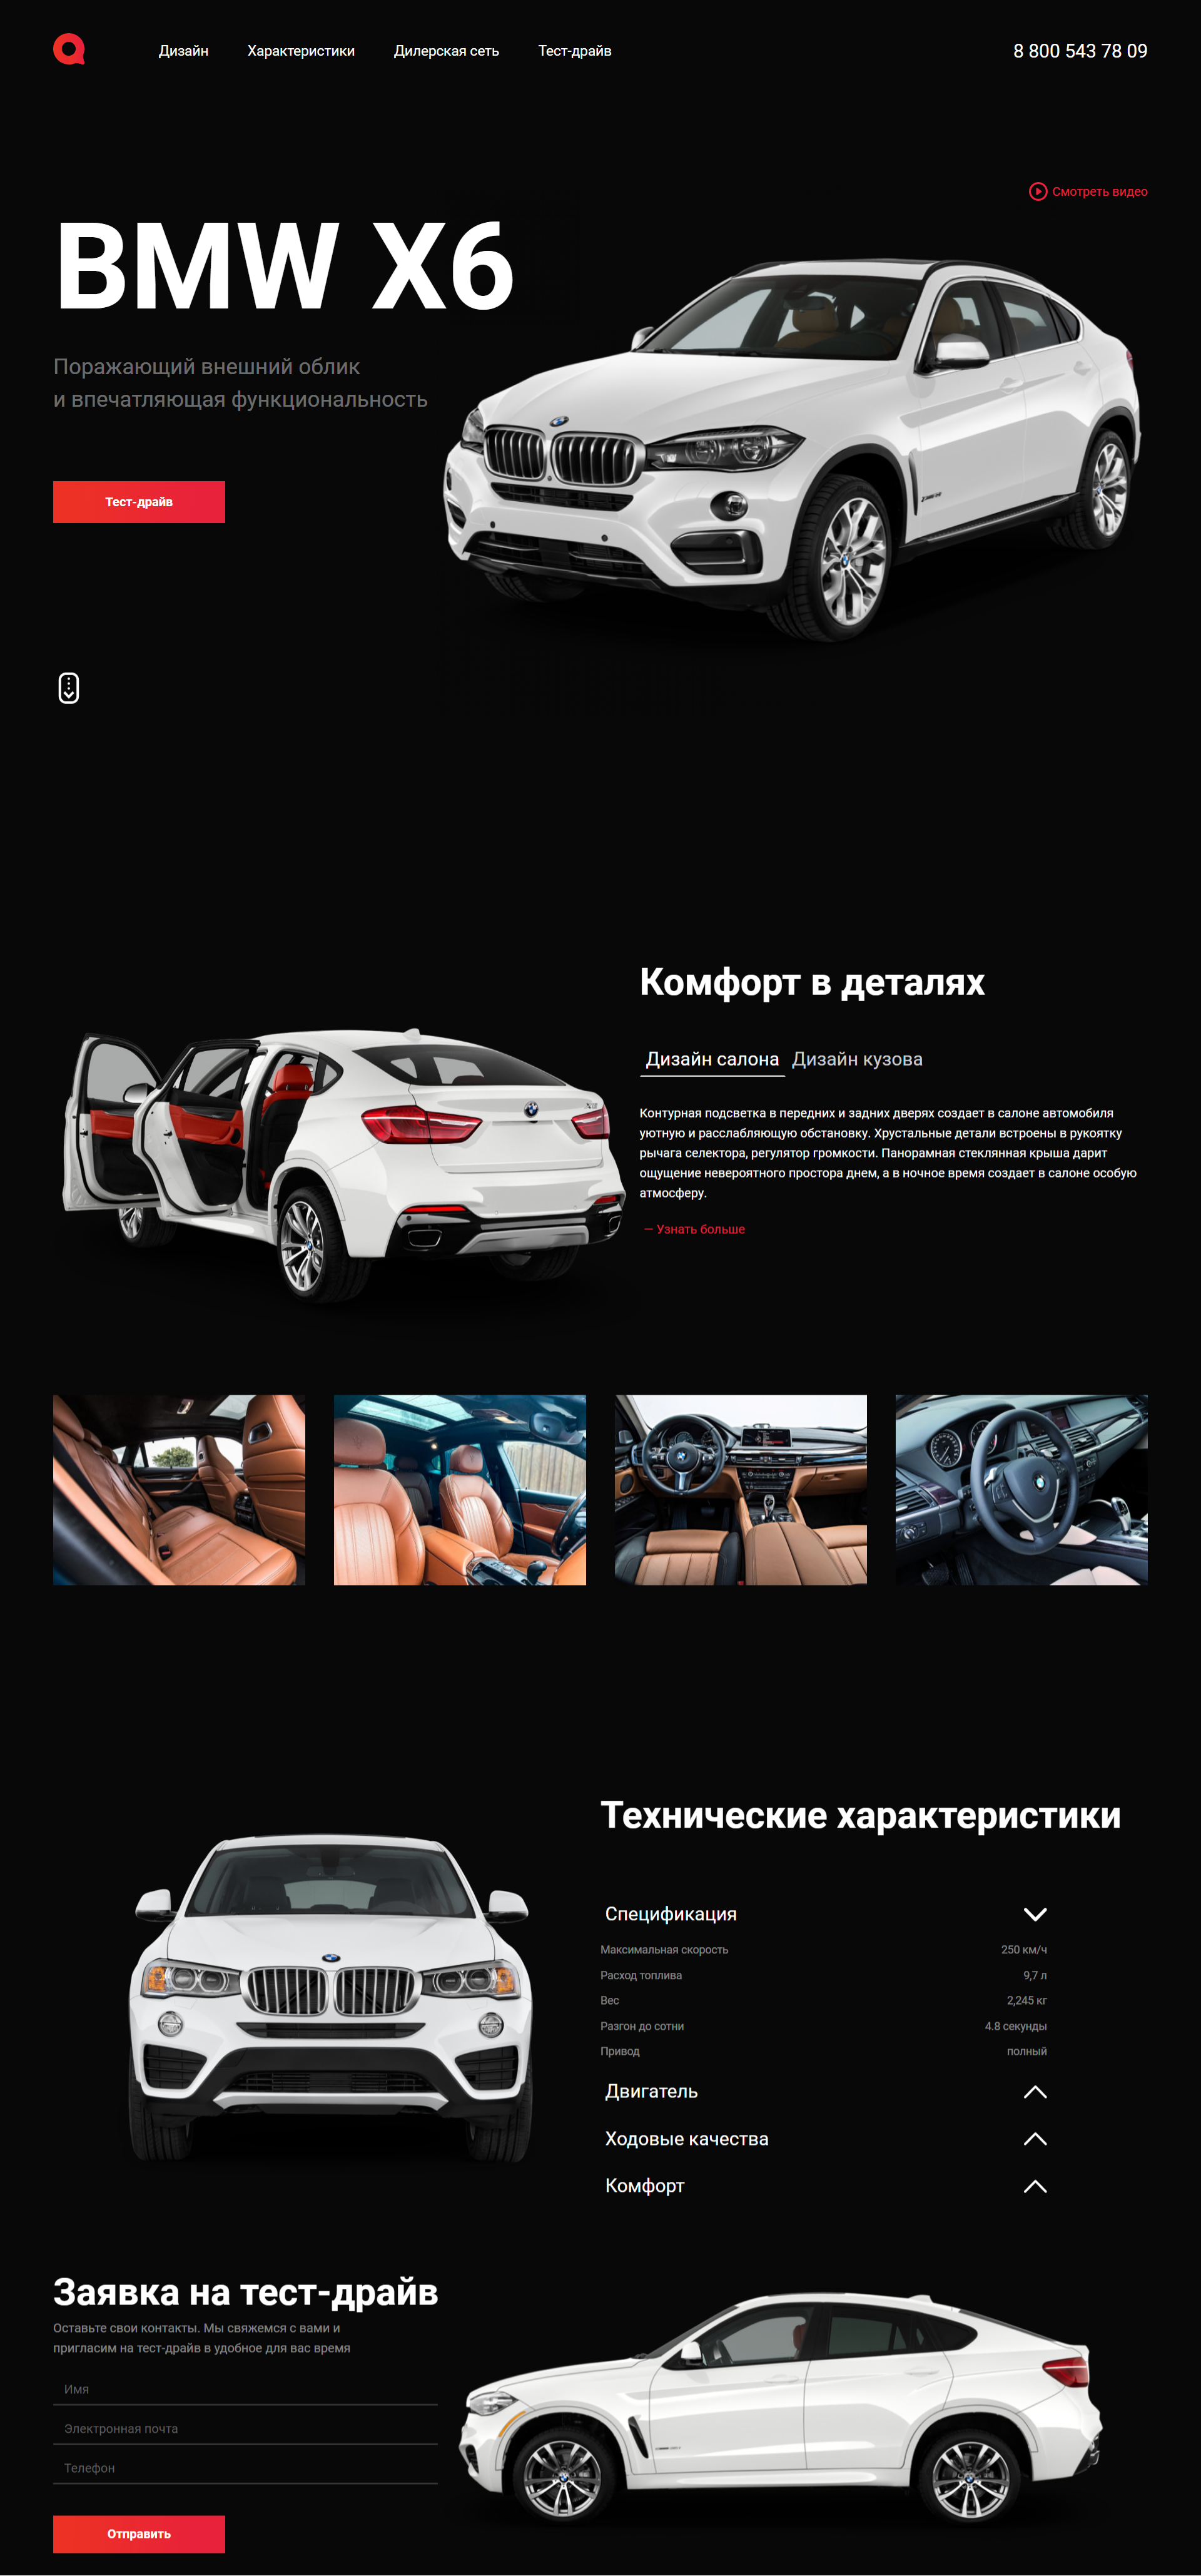 Дизайн Характеристики Дилерская сеть Тест-драйв 8 800 543 78 09
Смотреть видео
BMW X6
Поражающий внешний облик
и впечатляющая функциональность
Тест-драйв
Комфорт в деталях
Дизайн салона Дизайн кузова
Контурная подсветка в передних и задних дверях создает в салоне автомобиля
уютную и расслабляющую обстановку. Хрустальные детали встроены в рукоятку
рычага селектора, регулятор громкости. Панорамная стеклянная крыша дарит
ощущение невероятного простора днем, а в ночное время создает в салоне особую
атмосферу.
— Узнать больше
Технические характеристики
Спецификация
Максимальная скорость 250 км/ч
Расход топлива 9,7 л
Вес 2,245 кг
Разгон до сотни 4.8 секунды
Привод полный
Двигатель
Ходовые качества
Комфорт
Заявка на тест-драйв
Оставьте свои контакты. Мы свяжемся с вами и
пригласим на тест-драйв в удобное для вас время
Имя
Электронная почта
Телефон
Отправить